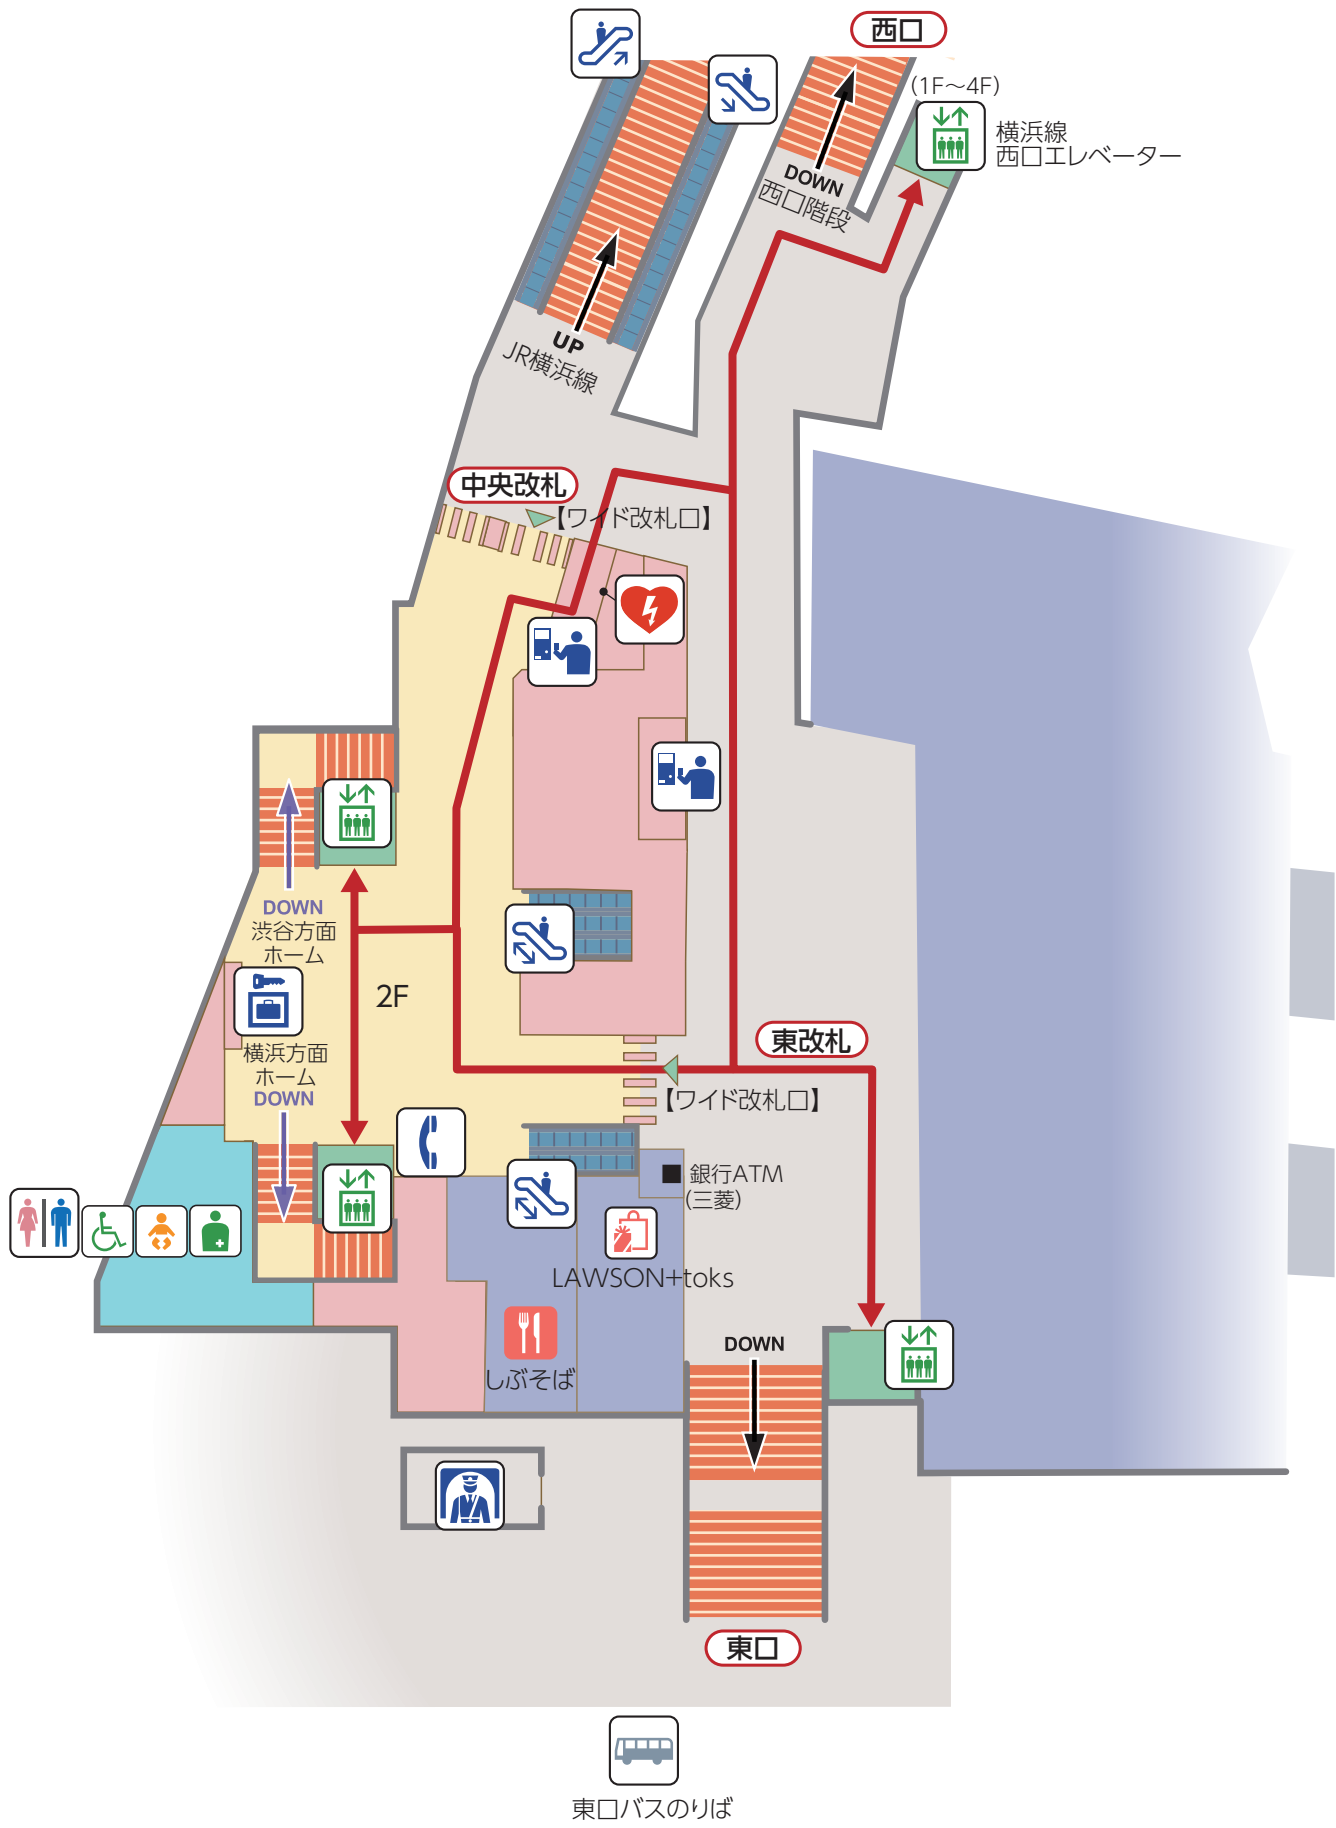 西口
(1F～4F)
横浜線
西口エレベーター
DOWN
西口階段
UP
JR横浜線
中央改札
【ワイド改札口】
DOWN
渋谷方面
ホーム
2F
横浜方面
ホーム
DOWN
東改札
【ワイド改札口】
銀行ATM
(三菱)
LAWSON+toks
しぶそば
DOWN
東口
東口バスのりば